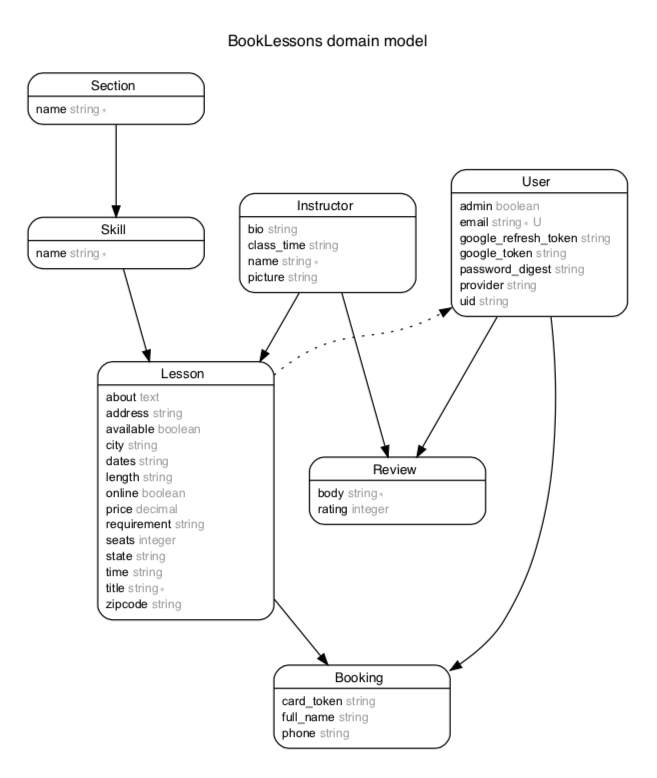 BookLessons domain model
Section
name string *
Skill
name string *
Instructor
bio string
class_time string
name string *
picture string
User
admin boolean
email string * U
google_refresh_token string
google_token string
password_digest string
provider string
uid string
Lesson
about text
address string
available boolean
city string
dates string
length string
online boolean
price decimal
requirement string
seats integer
state string
time string
title string *
zipcode string
Review
body string *
rating integer
Booking
card_token string
full_name string
phone string